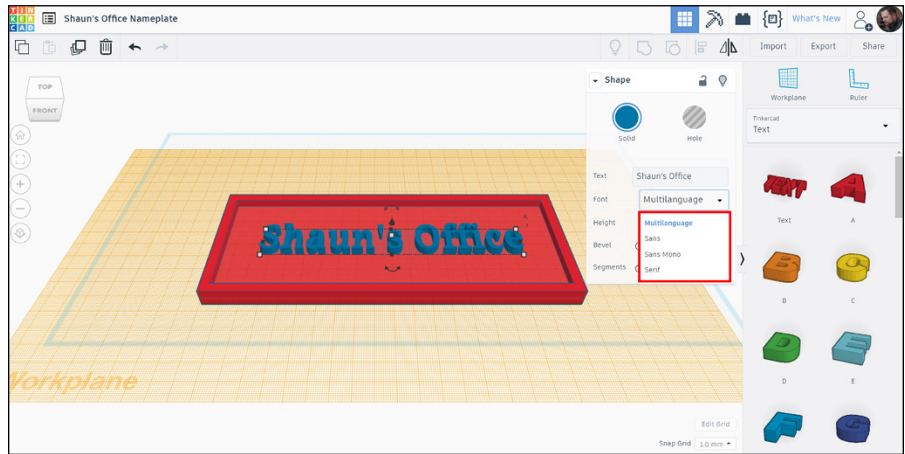 TIN
KER
CAD
Shaun's Office Nameplate
What's New
Import
Export
Share
TOP
FRONT
Shape
Solid
Hole
Text
Shaun's Office
Font
Multilanguage
Height
Multilanguage
Sans
Bevel
Sans Mono
Segments
Serif
Shaun's Office
Workplane
Workplane
Ruler
Tinkercad
Text
TEXT
A
Text
A
B
C
B
C
D
E
D
E
F
G
Edit Grid
Snap Grid
1.0 mm